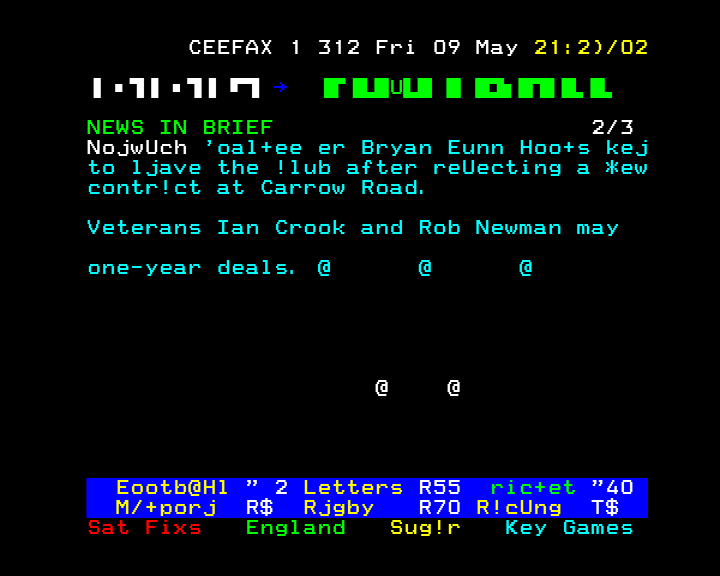 CEEFAX 1 312 Fri 09 May 21:2)/02
NEWS IN BRIEF 2/3
NojwUch 'oal+ee er Bryan Eunn Hoo+s kej
to ljave the !lub after reUecting a *ew
contr!ct at Carrow Road.
Veterans Ian Crook and Rob Newman may
one-year deals. @ @ @
@ @
Eootb@Hl " 2 Letters R55 ric+et "40
M/+porj R$ Rjgby R70 R!cUng T$
Sat Fixs England Sug!r Key Games